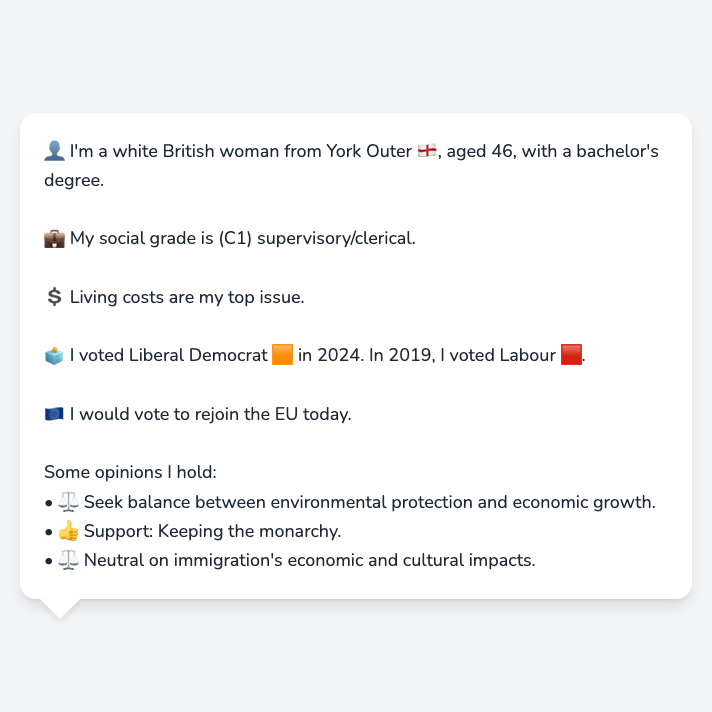 👤 I'm a white British woman from York Outer 🏴󠁧󠁢󠁥󠁮󠁧󠁿, aged 46, with a bachelor's
degree.
💼 My social grade is (C1) supervisory/clerical.
💲 Living costs are my top issue.
🗳️ I voted Liberal Democrat 🟧 in 2024. In 2019, I voted Labour 🟥.
🇪🇺 I would vote to rejoin the EU today.
Some opinions I hold:
• ⚖️ Seek balance between environmental protection and economic growth.
• 👍 Support: Keeping the monarchy.
• ⚖️ Neutral on immigration's economic and cultural impacts.